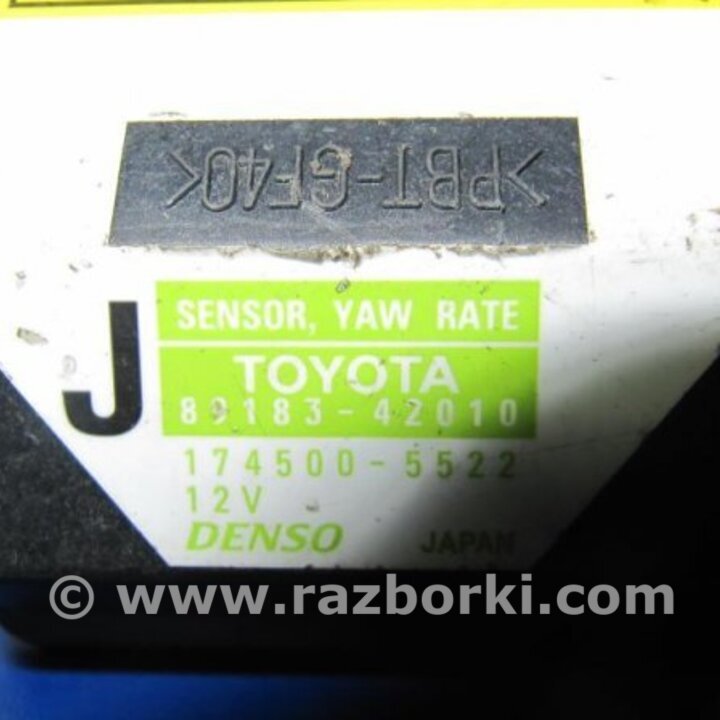 >PBT-GF40<
J
SENSOR, YAW RATE
TOYOTA
89183-42010
174500-5522
12V
DENSO JAPAN
© www.razborki.com